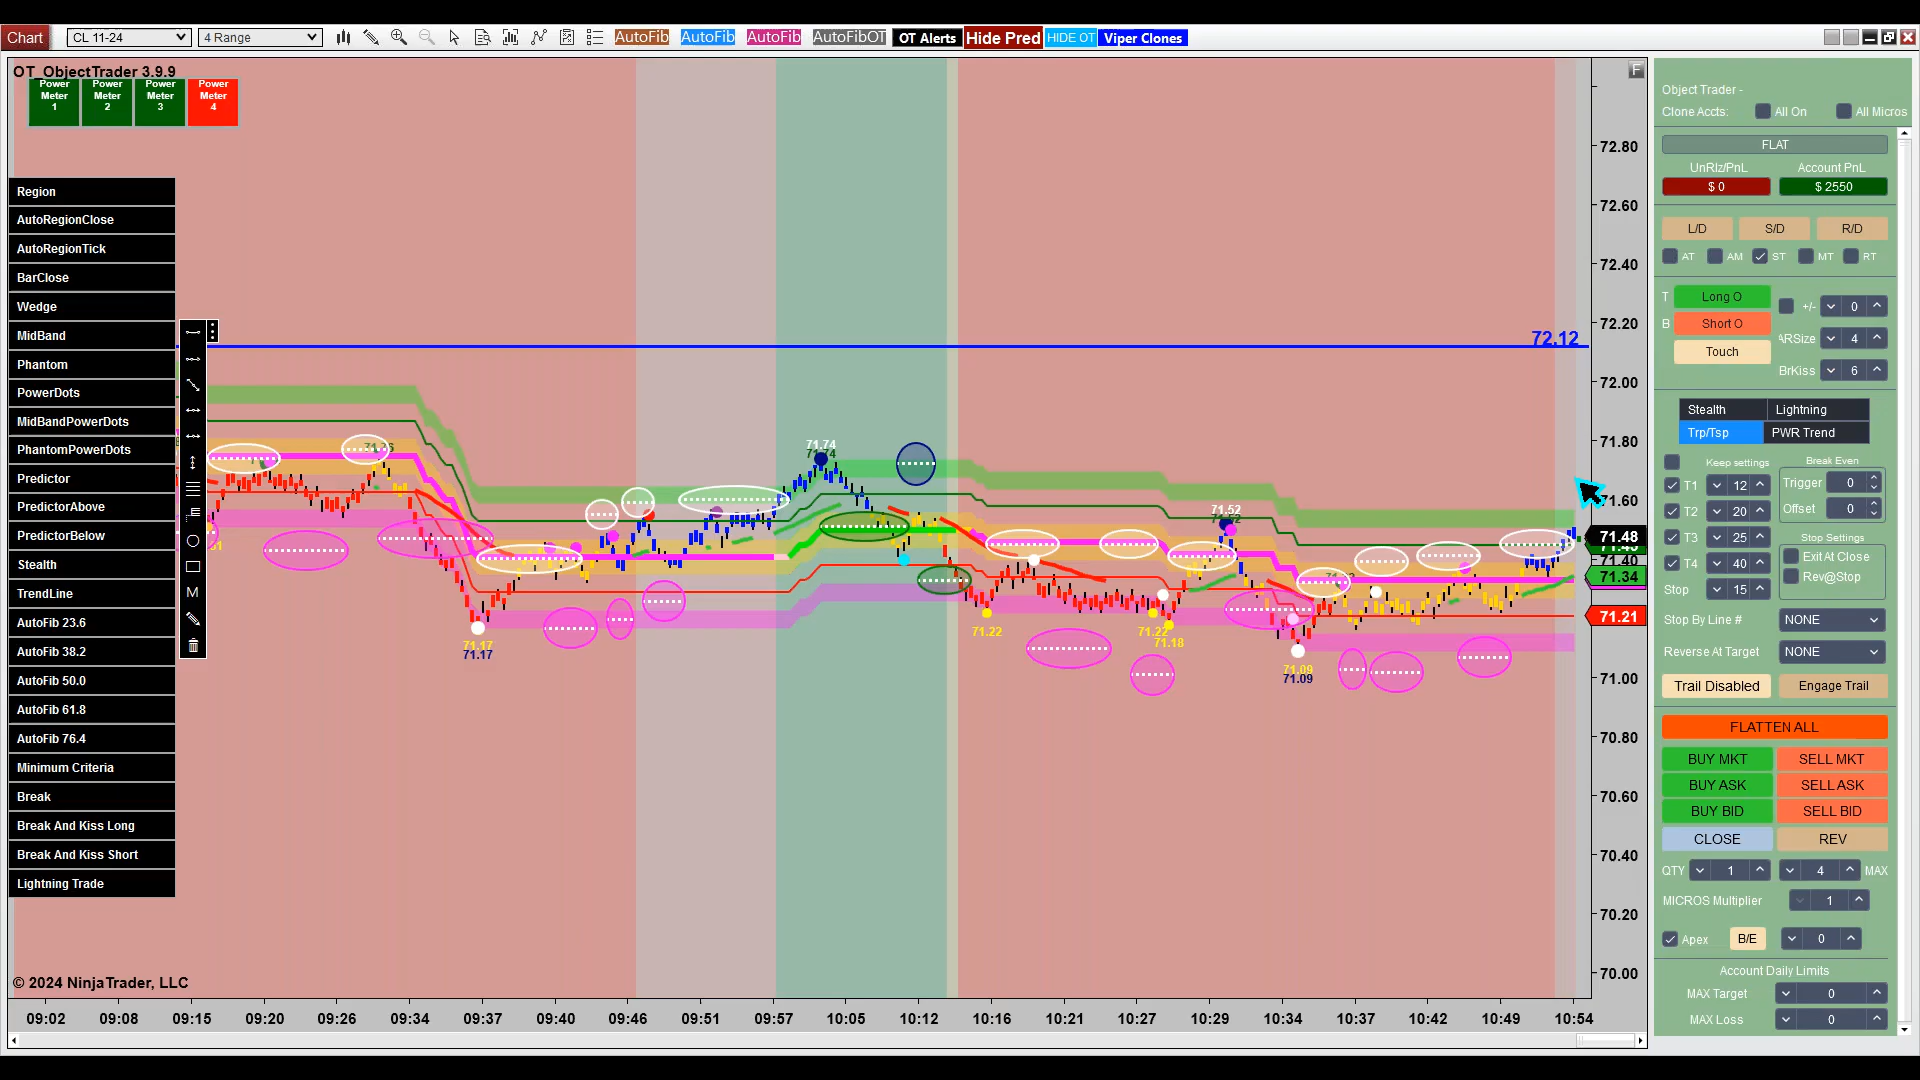 Chart
CL 11-24
4 Range
AutoFib
AutoFib
AutoFib
AutoFibOT
OT Alerts
Hide Pred
HIDE OT
Viper Clones
OT_ObjectTrader 3.9.9
Power Meter 1
Power Meter 2
Power Meter 3
Power Meter 4
F
Region
AutoRegionClose
AutoRegionTick
BarClose
Wedge
MidBand
Phantom
PowerDots
MidBandPowerDots
PhantomPowerDots
Predictor
PredictorAbove
PredictorBelow
Stealth
TrendLine
AutoFib 23.6
AutoFib 38.2
AutoFib 50.0
AutoFib 61.8
AutoFib 76.4
Minimum Criteria
Break
Break And Kiss Long
Break And Kiss Short
Lightning Trade
M
72.12
71.74
71.52
71.17
71.17
71.22
71.22
71.18
71.09
71.09
72.80
72.60
72.40
72.20
72.00
71.80
71.60
71.48
71.40
71.34
71.21
71.00
70.80
70.60
70.40
70.20
70.00
© 2024 NinjaTrader, LLC
09:02 09:08 09:15 09:20 09:26 09:34 09:37 09:40 09:46 09:51 09:57 10:05 10:12 10:16 10:21 10:27 10:29 10:34 10:37 10:42 10:49 10:54
Object Trader -
Clone Accts: All On All Micros
FLAT
UnRlz/PnL Account PnL
$ 0 $ 2550
L/D S/D R/D
AT AM ST MT RT
T Long O +/- 0
B Short O
ARSize 4
Touch
BrKiss 6
Stealth Lightning
Trp/Tsp PWR Trend
Keep settings Break Even
T1 12 Trigger 0
T2 20 Offset 0
T3 25 Stop Settings
T4 40 Exit At Close
Stop 15 Rev@Stop
Stop By Line # NONE
Reverse At Target NONE
Trail Disabled Engage Trail
FLATTEN ALL
BUY MKT SELL MKT
BUY ASK SELL ASK
BUY BID SELL BID
CLOSE REV
QTY 1 4 MAX
MICROS Multiplier 1
Apex B/E 0
Account Daily Limits
MAX Target 0
MAX Loss 0